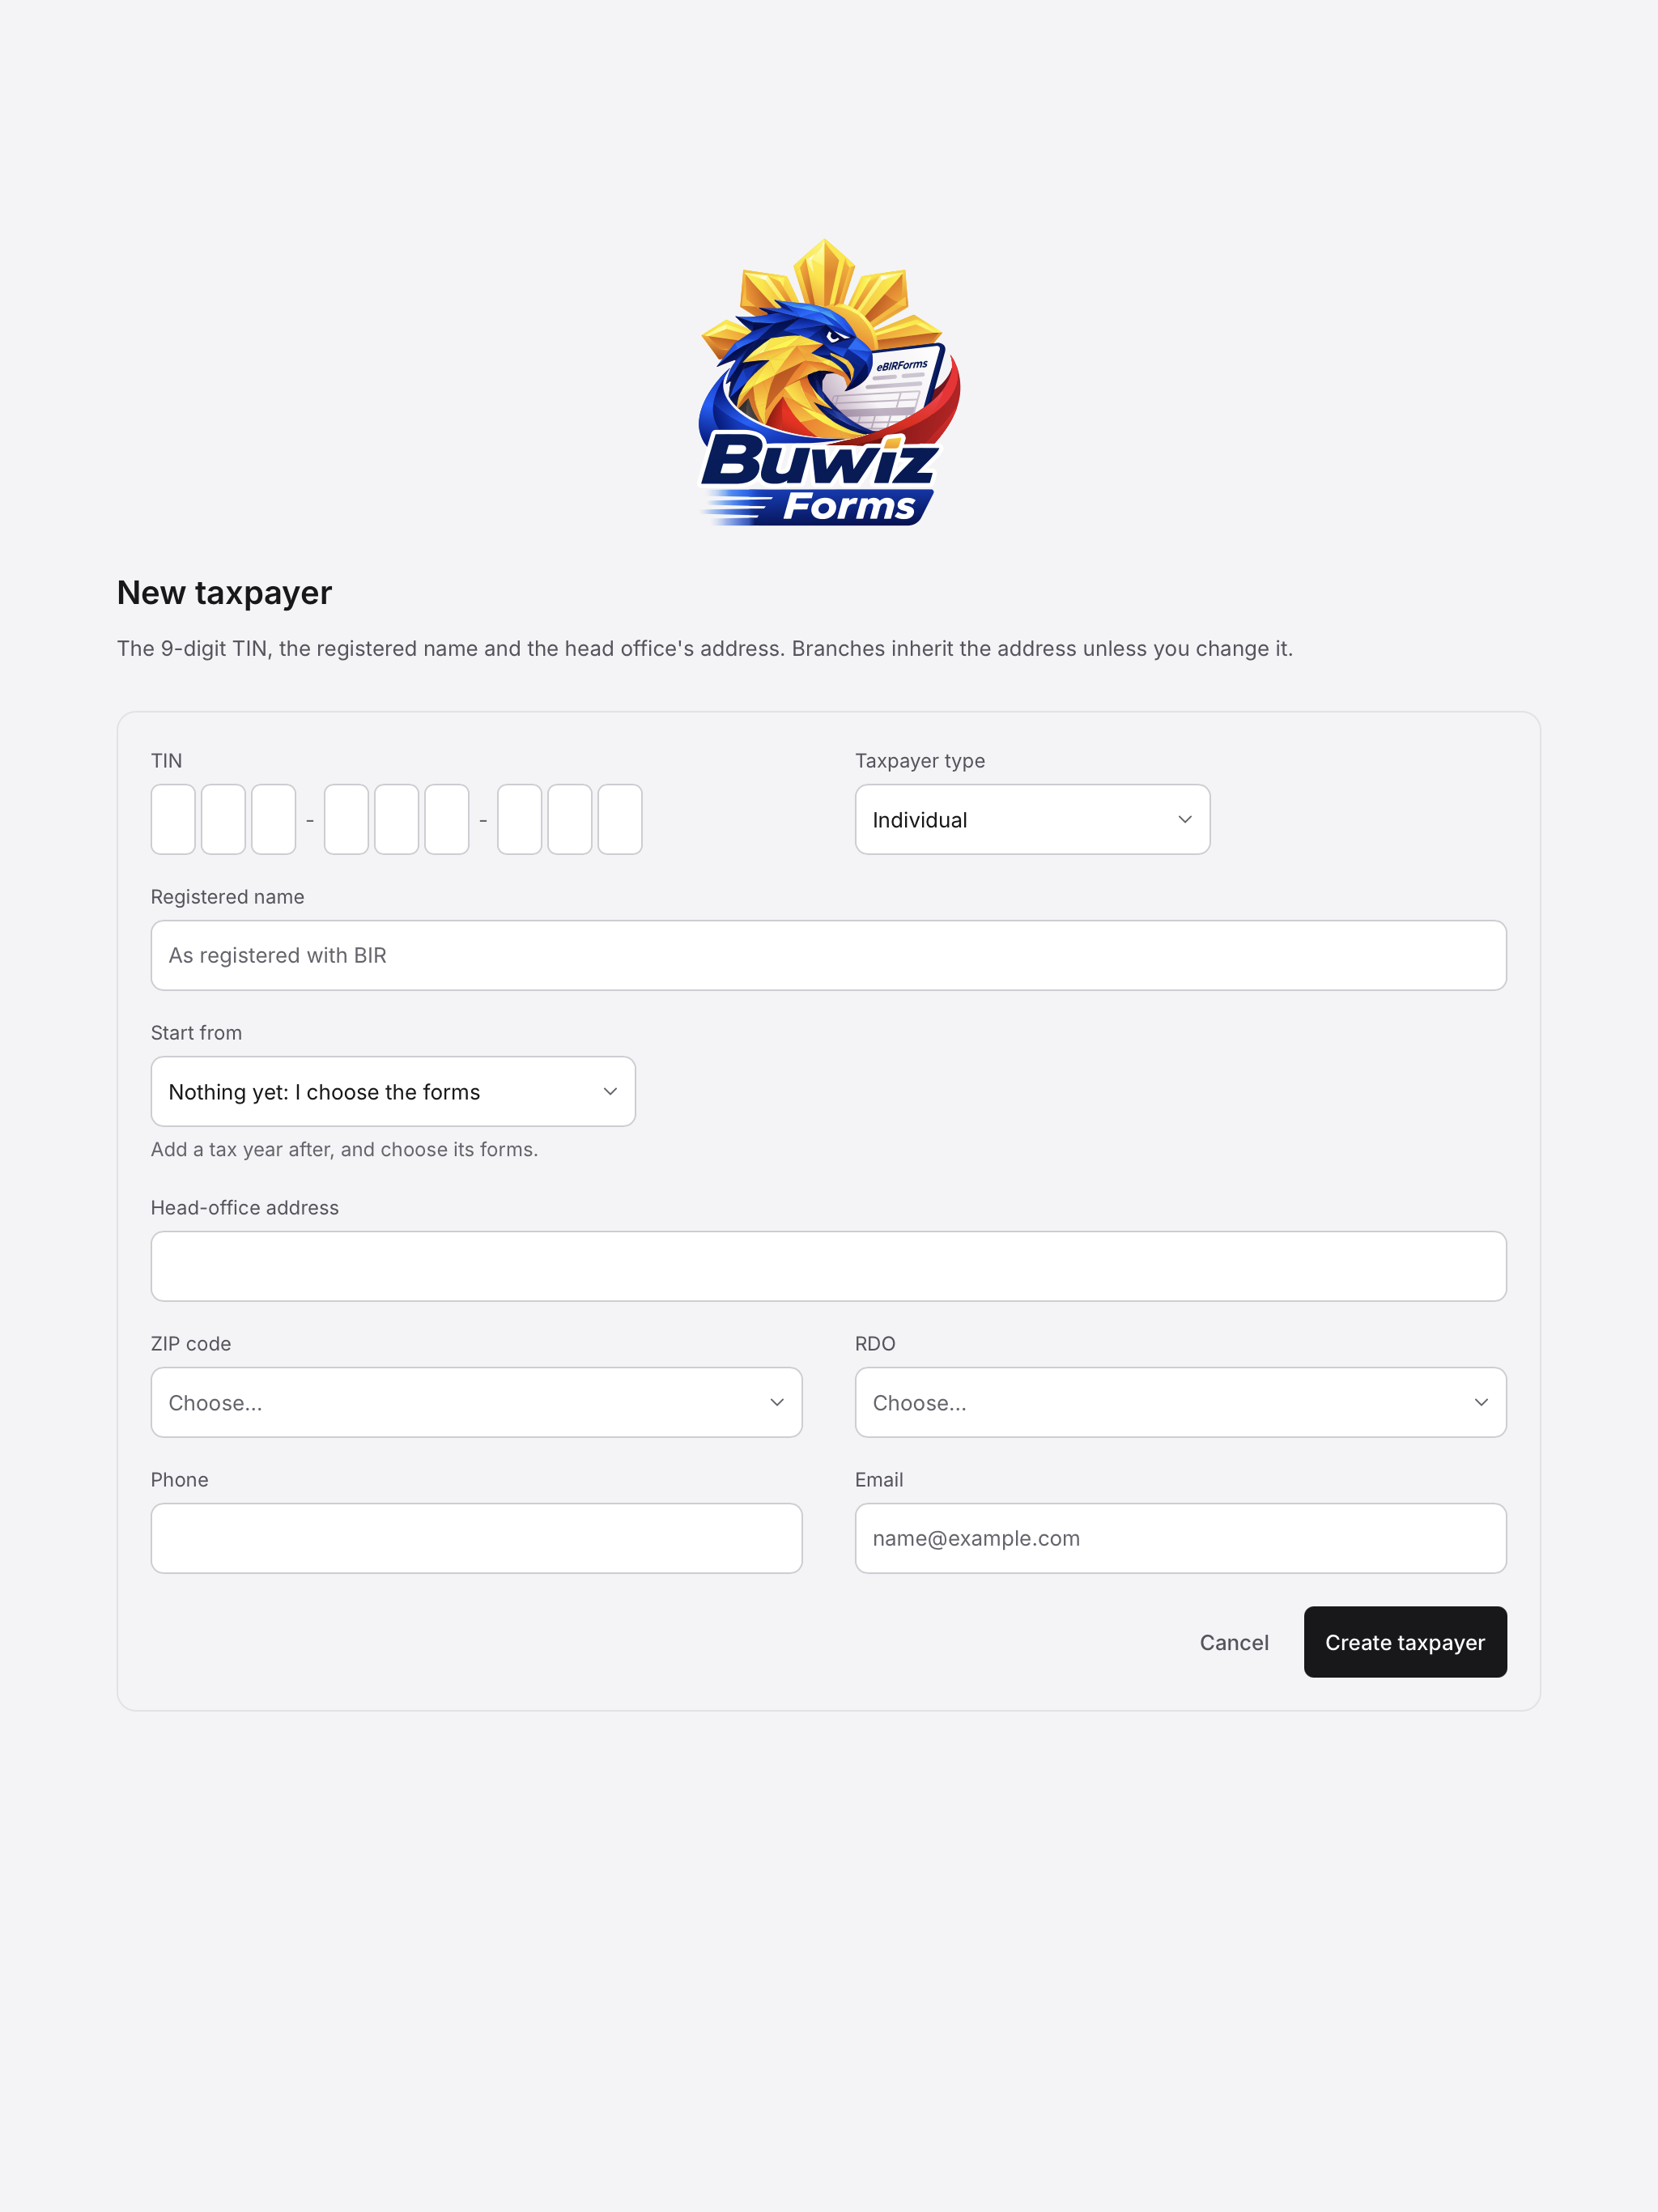 eBIRForms
Buwiz
Forms
New taxpayer
The 9-digit TIN, the registered name and the head office's address. Branches inherit the address unless you change it.
TIN
Taxpayer type
- -
Individual
Registered name
As registered with BIR
Start from
Nothing yet: I choose the forms
Add a tax year after, and choose its forms.
Head-office address
ZIP code
RDO
Choose...
Choose...
Phone
Email
name@example.com
Cancel
Create taxpayer